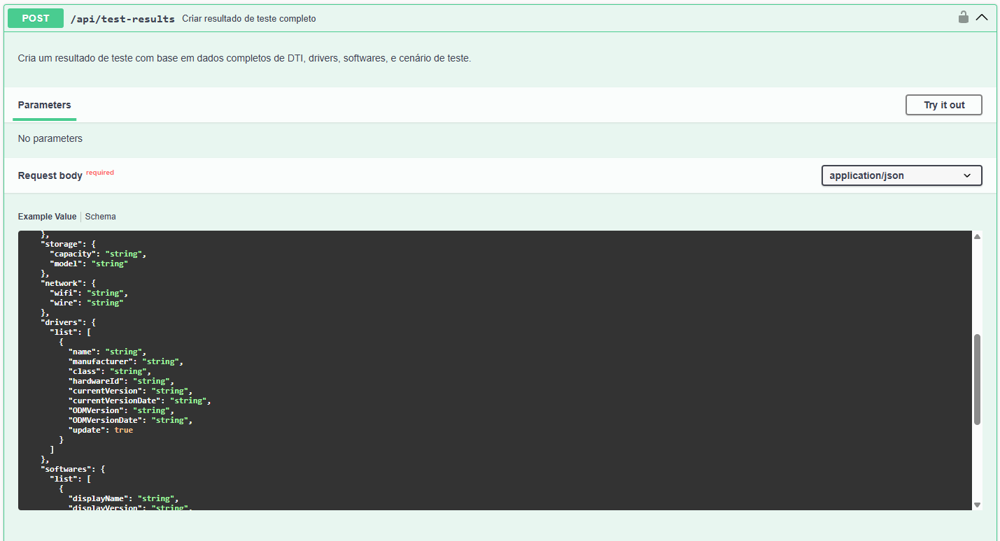 POST /api/test-results Criar resultado de teste completo
Cria um resultado de teste com base em dados completos de DTI, drivers, softwares, e cenário de teste.
Parameters
Try it out
No parameters
Request body required
application/json
Example Value Schema
},
"storage": {
"capacity": "string",
"model": "string"
},
"network": {
"wifi": "string",
"wire": "string"
},
"drivers": {
"list": [
{
"name": "string",
"manufacturer": "string",
"class": "string",
"hardwareId": "string",
"currentVersion": "string",
"currentVersionDate": "string",
"ODMVersion": "string",
"ODMVersionDate": "string",
"update": true
}
]
},
"softwares": {
"list": [
{
"displayName": "string",
"displayVersion": "string",